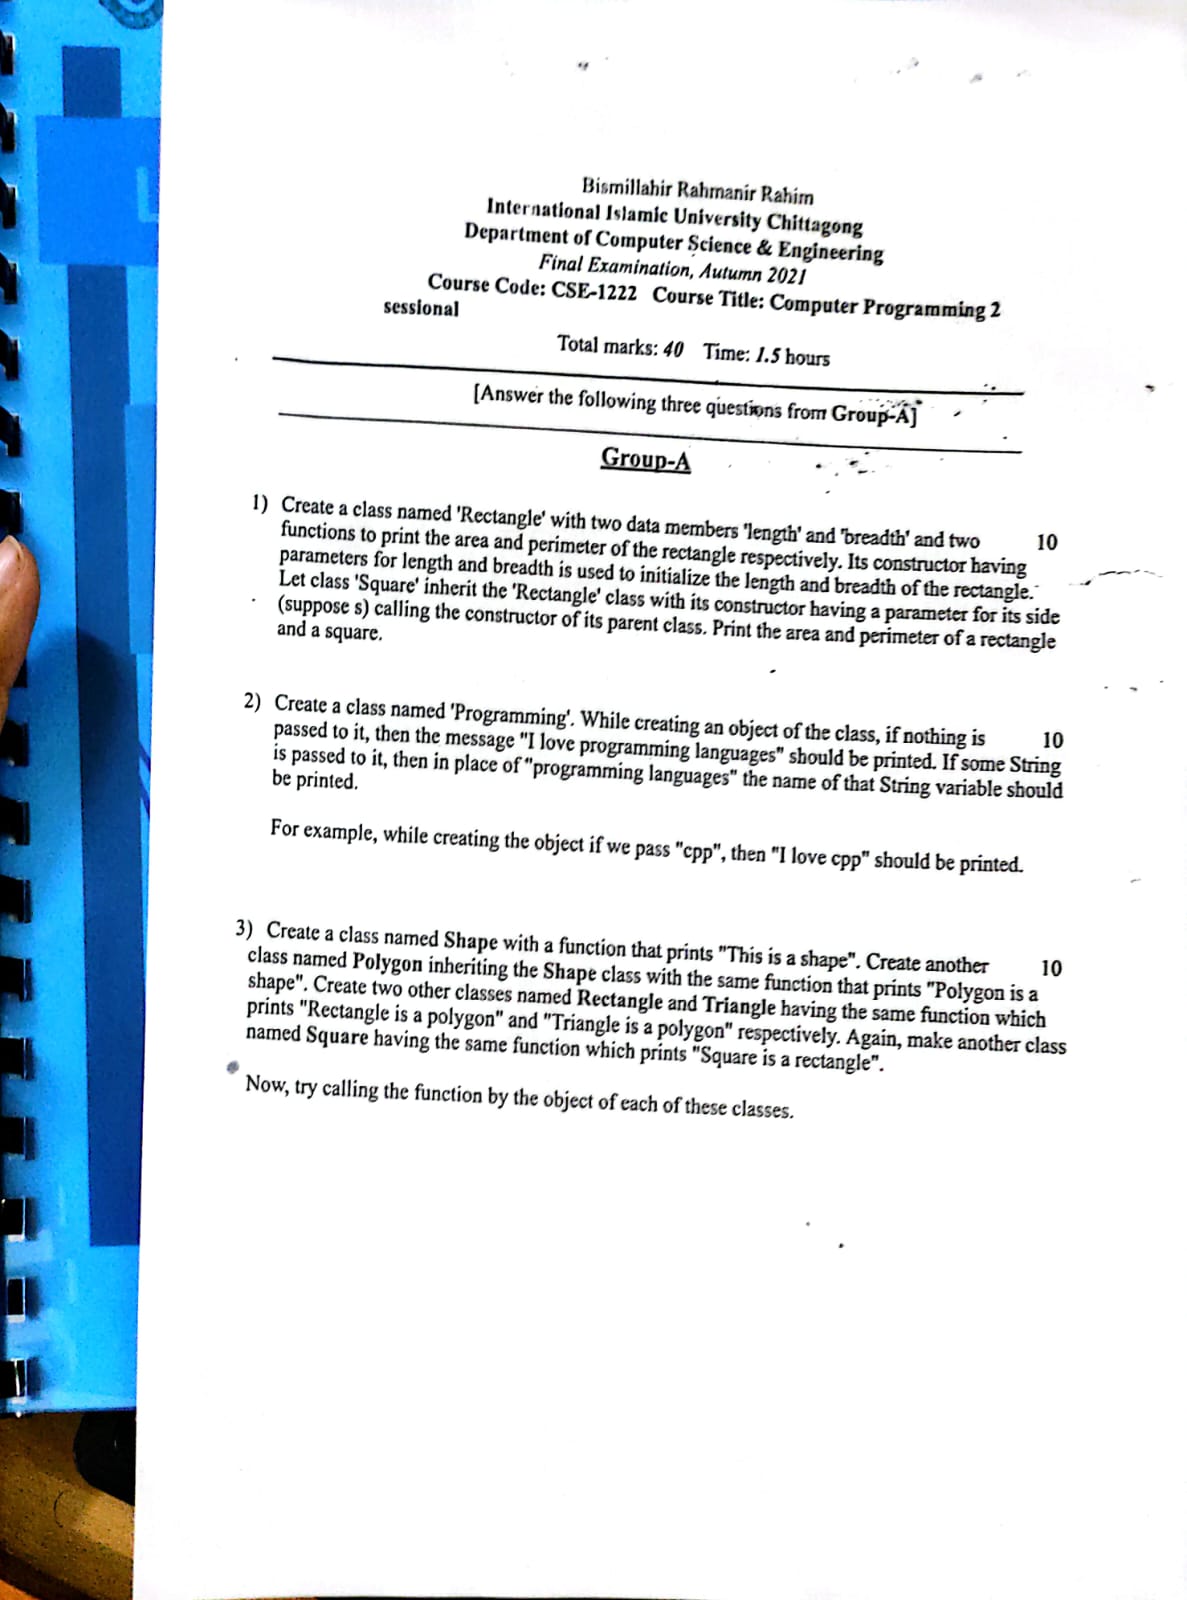 Bismillahir Rahmanir Rahim
International Islamic University Chittagong
Department of Computer Science & Engineering
Final Examination, Autumn 2021
Course Code: CSE-1222 Course Title: Computer Programming 2
sessional
Total marks: 40 Time: 1.5 hours
[Answer the following three questions from Group-A]
Group-A
1) Create a class named 'Rectangle' with two data members 'length' and 'breadth' and two 10
functions to print the area and perimeter of the rectangle respectively. Its constructor having
parameters for length and breadth is used to initialize the length and breadth of the rectangle.
Let class 'Square' inherit the 'Rectangle' class with its constructor having a parameter for its side
(suppose s) calling the constructor of its parent class. Print the area and perimeter of a rectangle
and a square.
2) Create a class named 'Programming'. While creating an object of the class, if nothing is 10
passed to it, then the message "I love programming languages" should be printed. If some String
is passed to it, then in place of "programming languages" the name of that String variable should
be printed.
For example, while creating the object if we pass "cpp", then "I love cpp" should be printed.
3) Create a class named Shape with a function that prints "This is a shape". Create another 10
class named Polygon inheriting the Shape class with the same function that prints "Polygon is a
shape". Create two other classes named Rectangle and Triangle having the same function which
prints "Rectangle is a polygon" and "Triangle is a polygon" respectively. Again, make another class
named Square having the same function which prints "Square is a rectangle".
Now, try calling the function by the object of each of these classes.